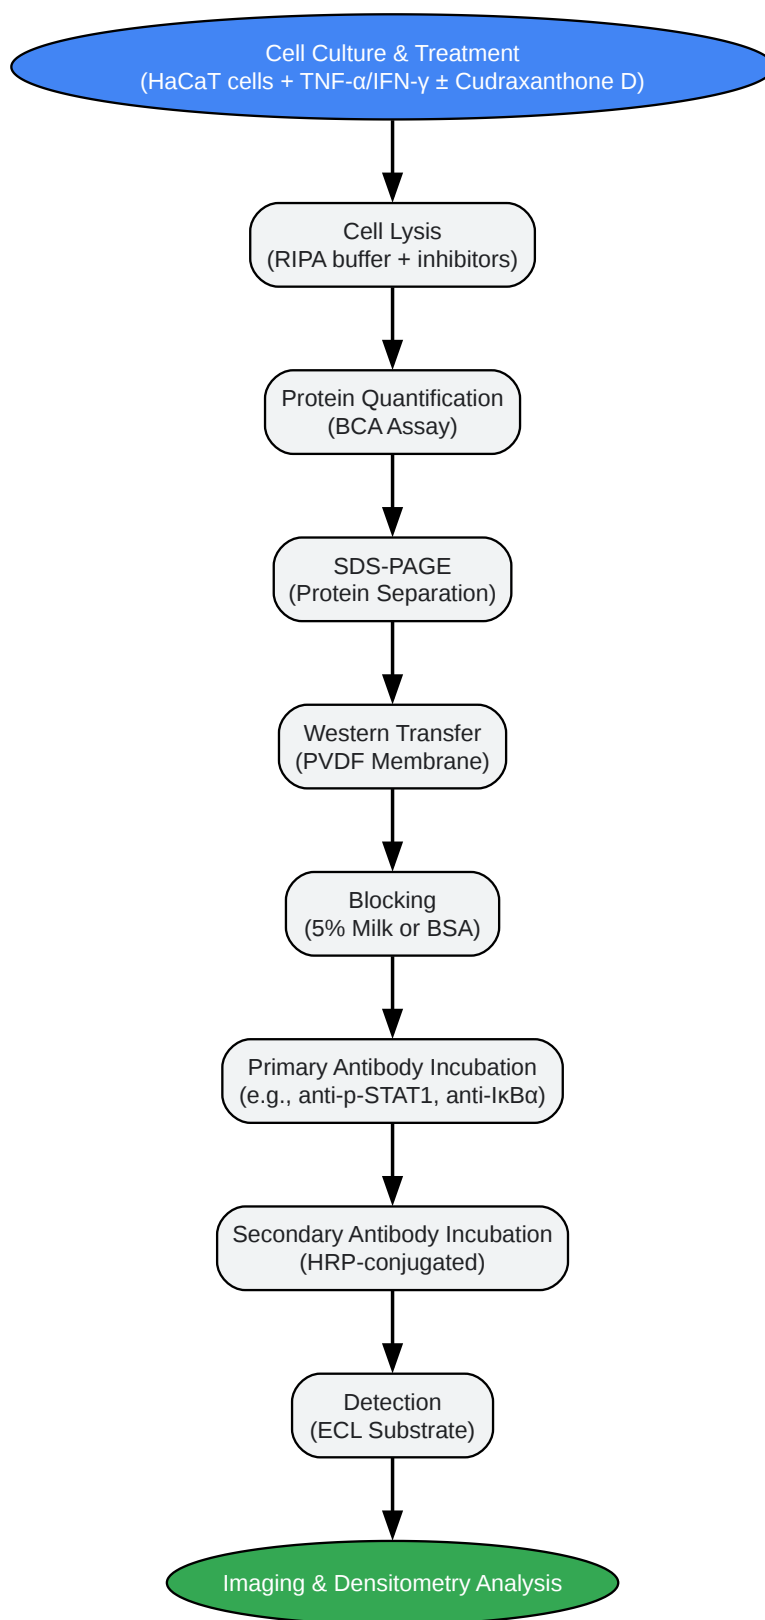 Cell Culture & Treatment
(HaCaT cells + TNF-α/IFN-γ ± Cudraxanthone D)
Cell Lysis
(RIPA buffer + inhibitors)
Protein Quantification
(BCA Assay)
SDS-PAGE
(Protein Separation)
Western Transfer
(PVDF Membrane)
Blocking
(5% Milk or BSA)
Primary Antibody Incubation
(e.g., anti-p-STAT1, anti-IκBα)
Secondary Antibody Incubation
(HRP-conjugated)
Detection
(ECL Substrate)
Imaging & Densitometry Analysis